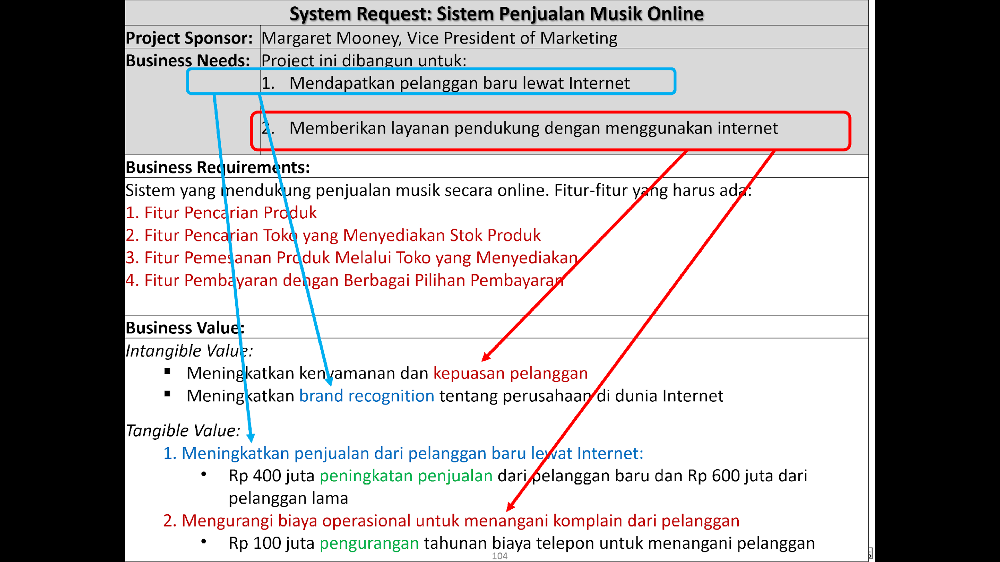 System Request: Sistem Penjualan Musik Online
Project Sponsor: Margaret Mooney, Vice President of Marketing
Business Needs: Project ini dibangun untuk:
1. Mendapatkan pelanggan baru lewat Internet
2. Memberikan layanan pendukung dengan menggunakan internet
Business Requirements:
Sistem yang mendukung penjualan musik secara online. Fitur-fitur yang harus ada:
1. Fitur Pencarian Produk
2. Fitur Pencarian Toko yang Menyediakan Stok Produk
3. Fitur Pemesanan Produk Melalui Toko yang Menyediakan
4. Fitur Pembayaran dengan Berbagai Pilihan Pembayaran
Business Value:
Intangible Value:
▪ Meningkatkan kenyamanan dan kepuasan pelanggan
▪ Meningkatkan brand recognition tentang perusahaan di dunia Internet
Tangible Value:
1. Meningkatkan penjualan dari pelanggan baru lewat Internet:
• Rp 400 juta peningkatan penjualan dari pelanggan baru dan Rp 600 juta dari
pelanggan lama
2. Mengurangi biaya operasional untuk menangani komplain dari pelanggan
• Rp 100 juta pengurangan tahunan biaya telepon untuk menangani pelanggan
104